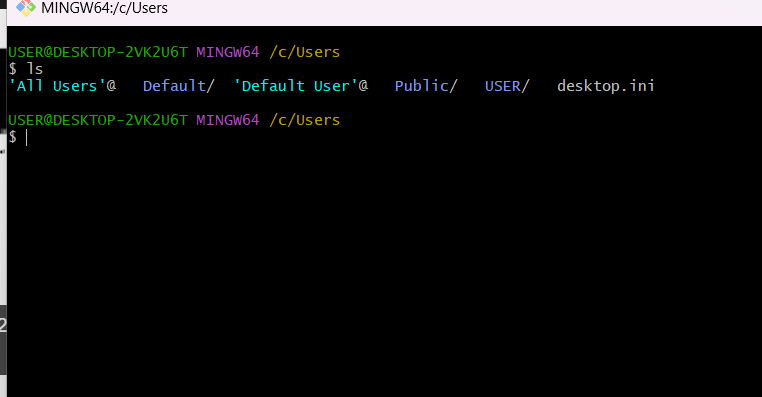 MINGW64:/c/Users
USER@DESKTOP-2VK2U6T MINGW64 /c/Users
$ ls
'All Users'@   Default/  'Default User'@   Public/   USER/   desktop.ini
USER@DESKTOP-2VK2U6T MINGW64 /c/Users
$
2